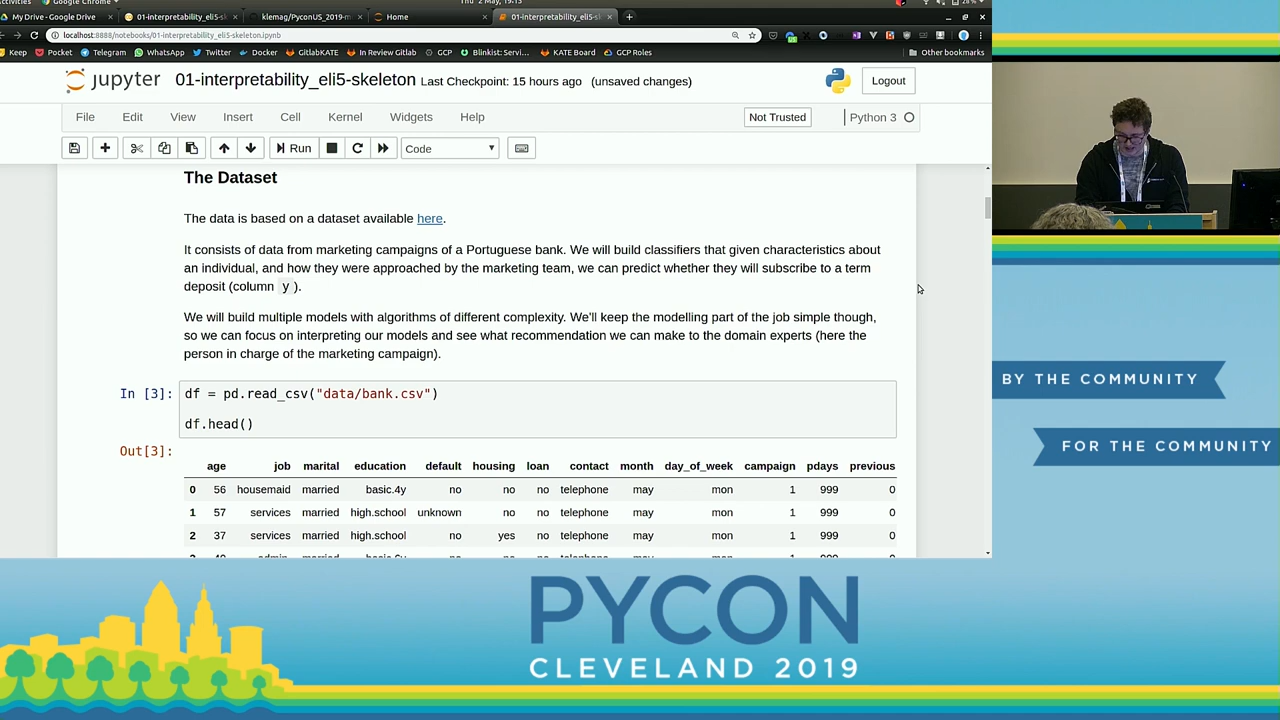 Activities
Google Chrome
Thu 2 May, 19:13
28 %
My Drive - Google Drive
01-interpretability_eli5-s
klemag/PyconUS_2019-m
Home
01-interpretability_eli5-sk
localhost:8888/notebooks/01-interpretability_eli5-skeleton.ipynb
Keep
Pocket
Telegram
WhatsApp
Twitter
Docker
GitlabKATE
In Review Gitlab
GCP
Blinkist: Servi...
KATE Board
GCP Roles
Other bookmarks
jupyter 01-interpretability_eli5-skeleton Last Checkpoint: 15 hours ago (unsaved changes)
Logout
File Edit View Insert Cell Kernel Widgets Help
Not Trusted
Python 3
Run
Code
The Dataset
The data is based on a dataset available here.
It consists of data from marketing campaigns of a Portuguese bank. We will build classifiers that given characteristics about
an individual, and how they were approached by the marketing team, we can predict whether they will subscribe to a term
deposit (column y ).
We will build multiple models with algorithms of different complexity. We'll keep the modelling part of the job simple though,
so we can focus on interpreting our models and see what recommendation we can make to the domain experts (here the
person in charge of the marketing campaign).
In [3]: df = pd.read_csv("data/bank.csv")
df.head()
Out[3]:
age job marital education default housing loan contact month day_of_week campaign pdays previous
0 56 housemaid married basic.4y no no no telephone may mon 1 999 0
1 57 services married high.school unknown no no telephone may mon 1 999 0
2 37 services married high.school no yes no telephone may mon 1 999 0
BY THE COMMUNITY
FOR THE COMMUNITY
PYCON
CLEVELAND 2019